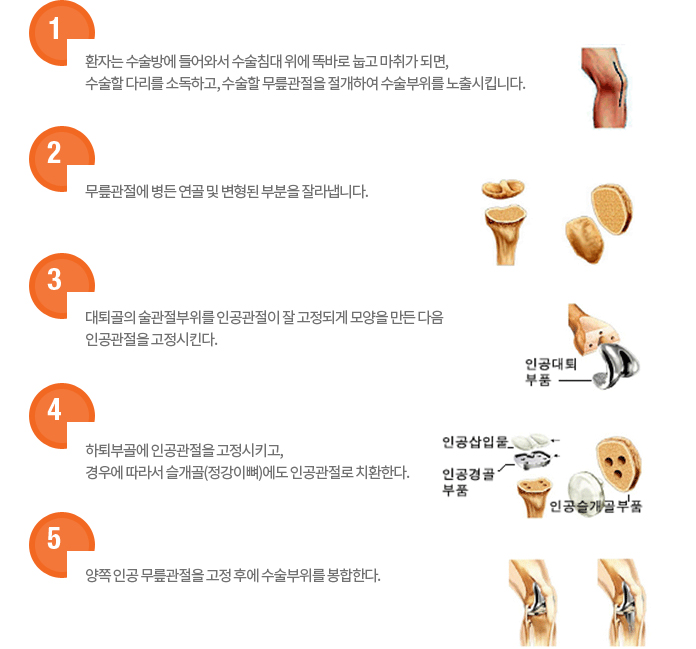 1
환자는 수술방에 들어와서 수술침대 위에 똑바로 눕고 마취가 되면,
수술할 다리를 소독하고, 수술할 무릎관절을 절개하여 수술부위를 노출시킵니다.
2
무릎관절에 병든 연골 및 변형된 부분을 잘라냅니다.
3
대퇴골의 술관절부위를 인공관절이 잘 고정되게 모양을 만든 다음
인공관절을 고정시킨다.
인공대퇴
부품
4
하퇴부골에 인공관절을 고정시키고,
경우에 따라서 슬개골(정강이뼈)에도 인공관절로 치환한다.
인공삽입물
인공경골
부품
인공슬개골부품
5
양쪽 인공 무릎관절을 고정 후에 수술부위를 봉합한다.